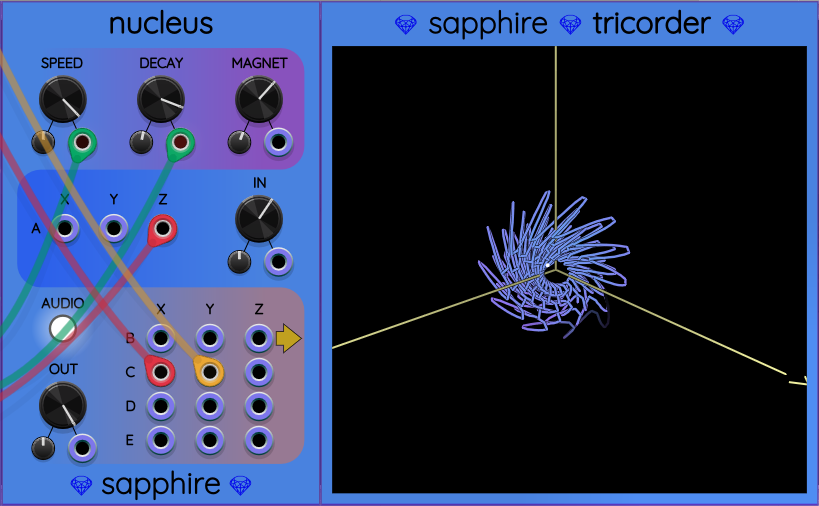 nucleus
SPEED DECAY MAGNET
X Y Z IN
A
AUDIO
X Y Z
B
C
OUT
D
E
sapphire
sapphire tricorder